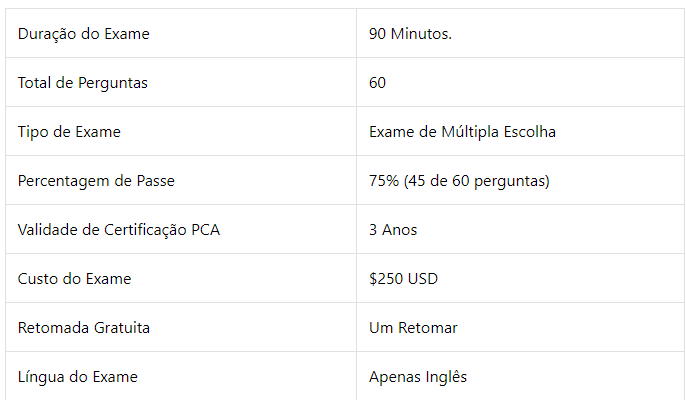 Duração do Exame 90 Minutos.
Total de Perguntas 60
Tipo de Exame Exame de Múltipla Escolha
Percentagem de Passe 75% (45 de 60 perguntas)
Validade de Certificação PCA 3 Anos
Custo do Exame $250 USD
Retomada Gratuita Um Retomar
Língua do Exame Apenas Inglês